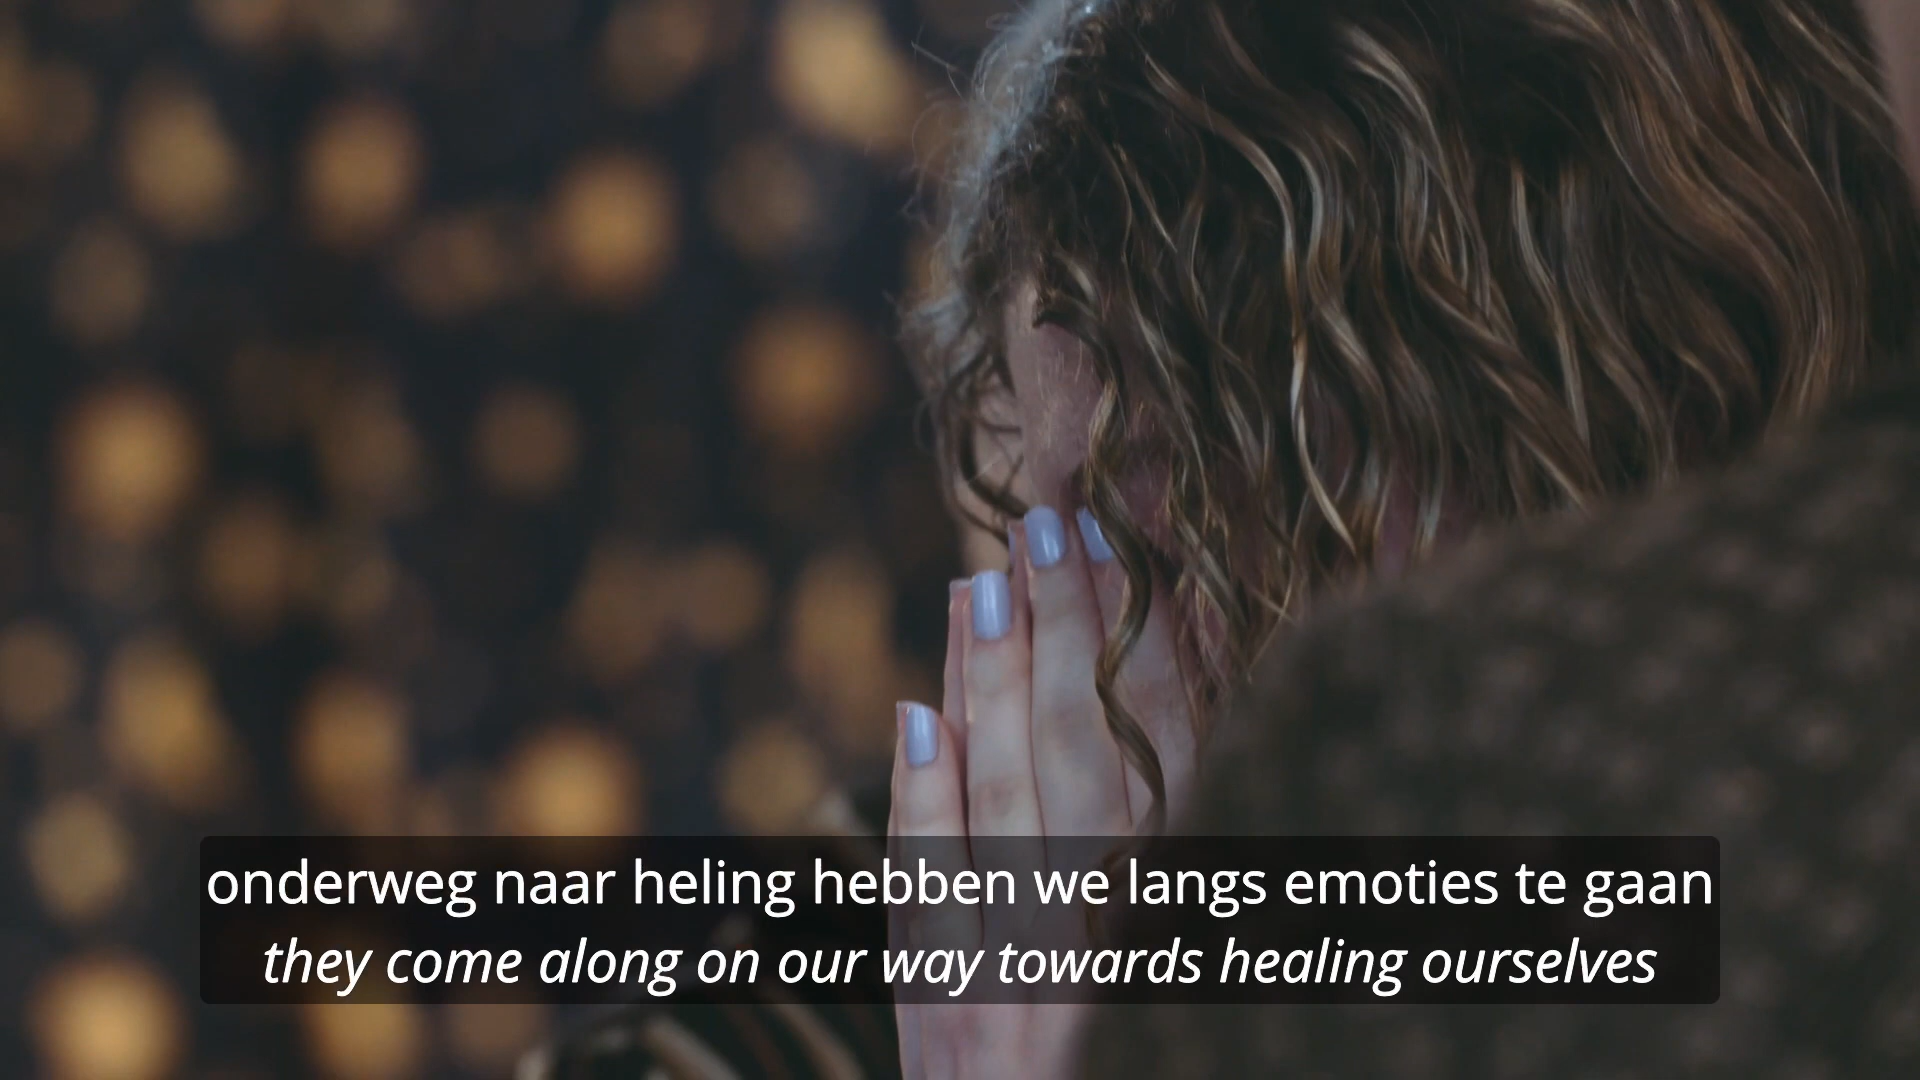 onderweg naar heling hebben we langs emoties te gaan
they come along on our way towards healing ourselves